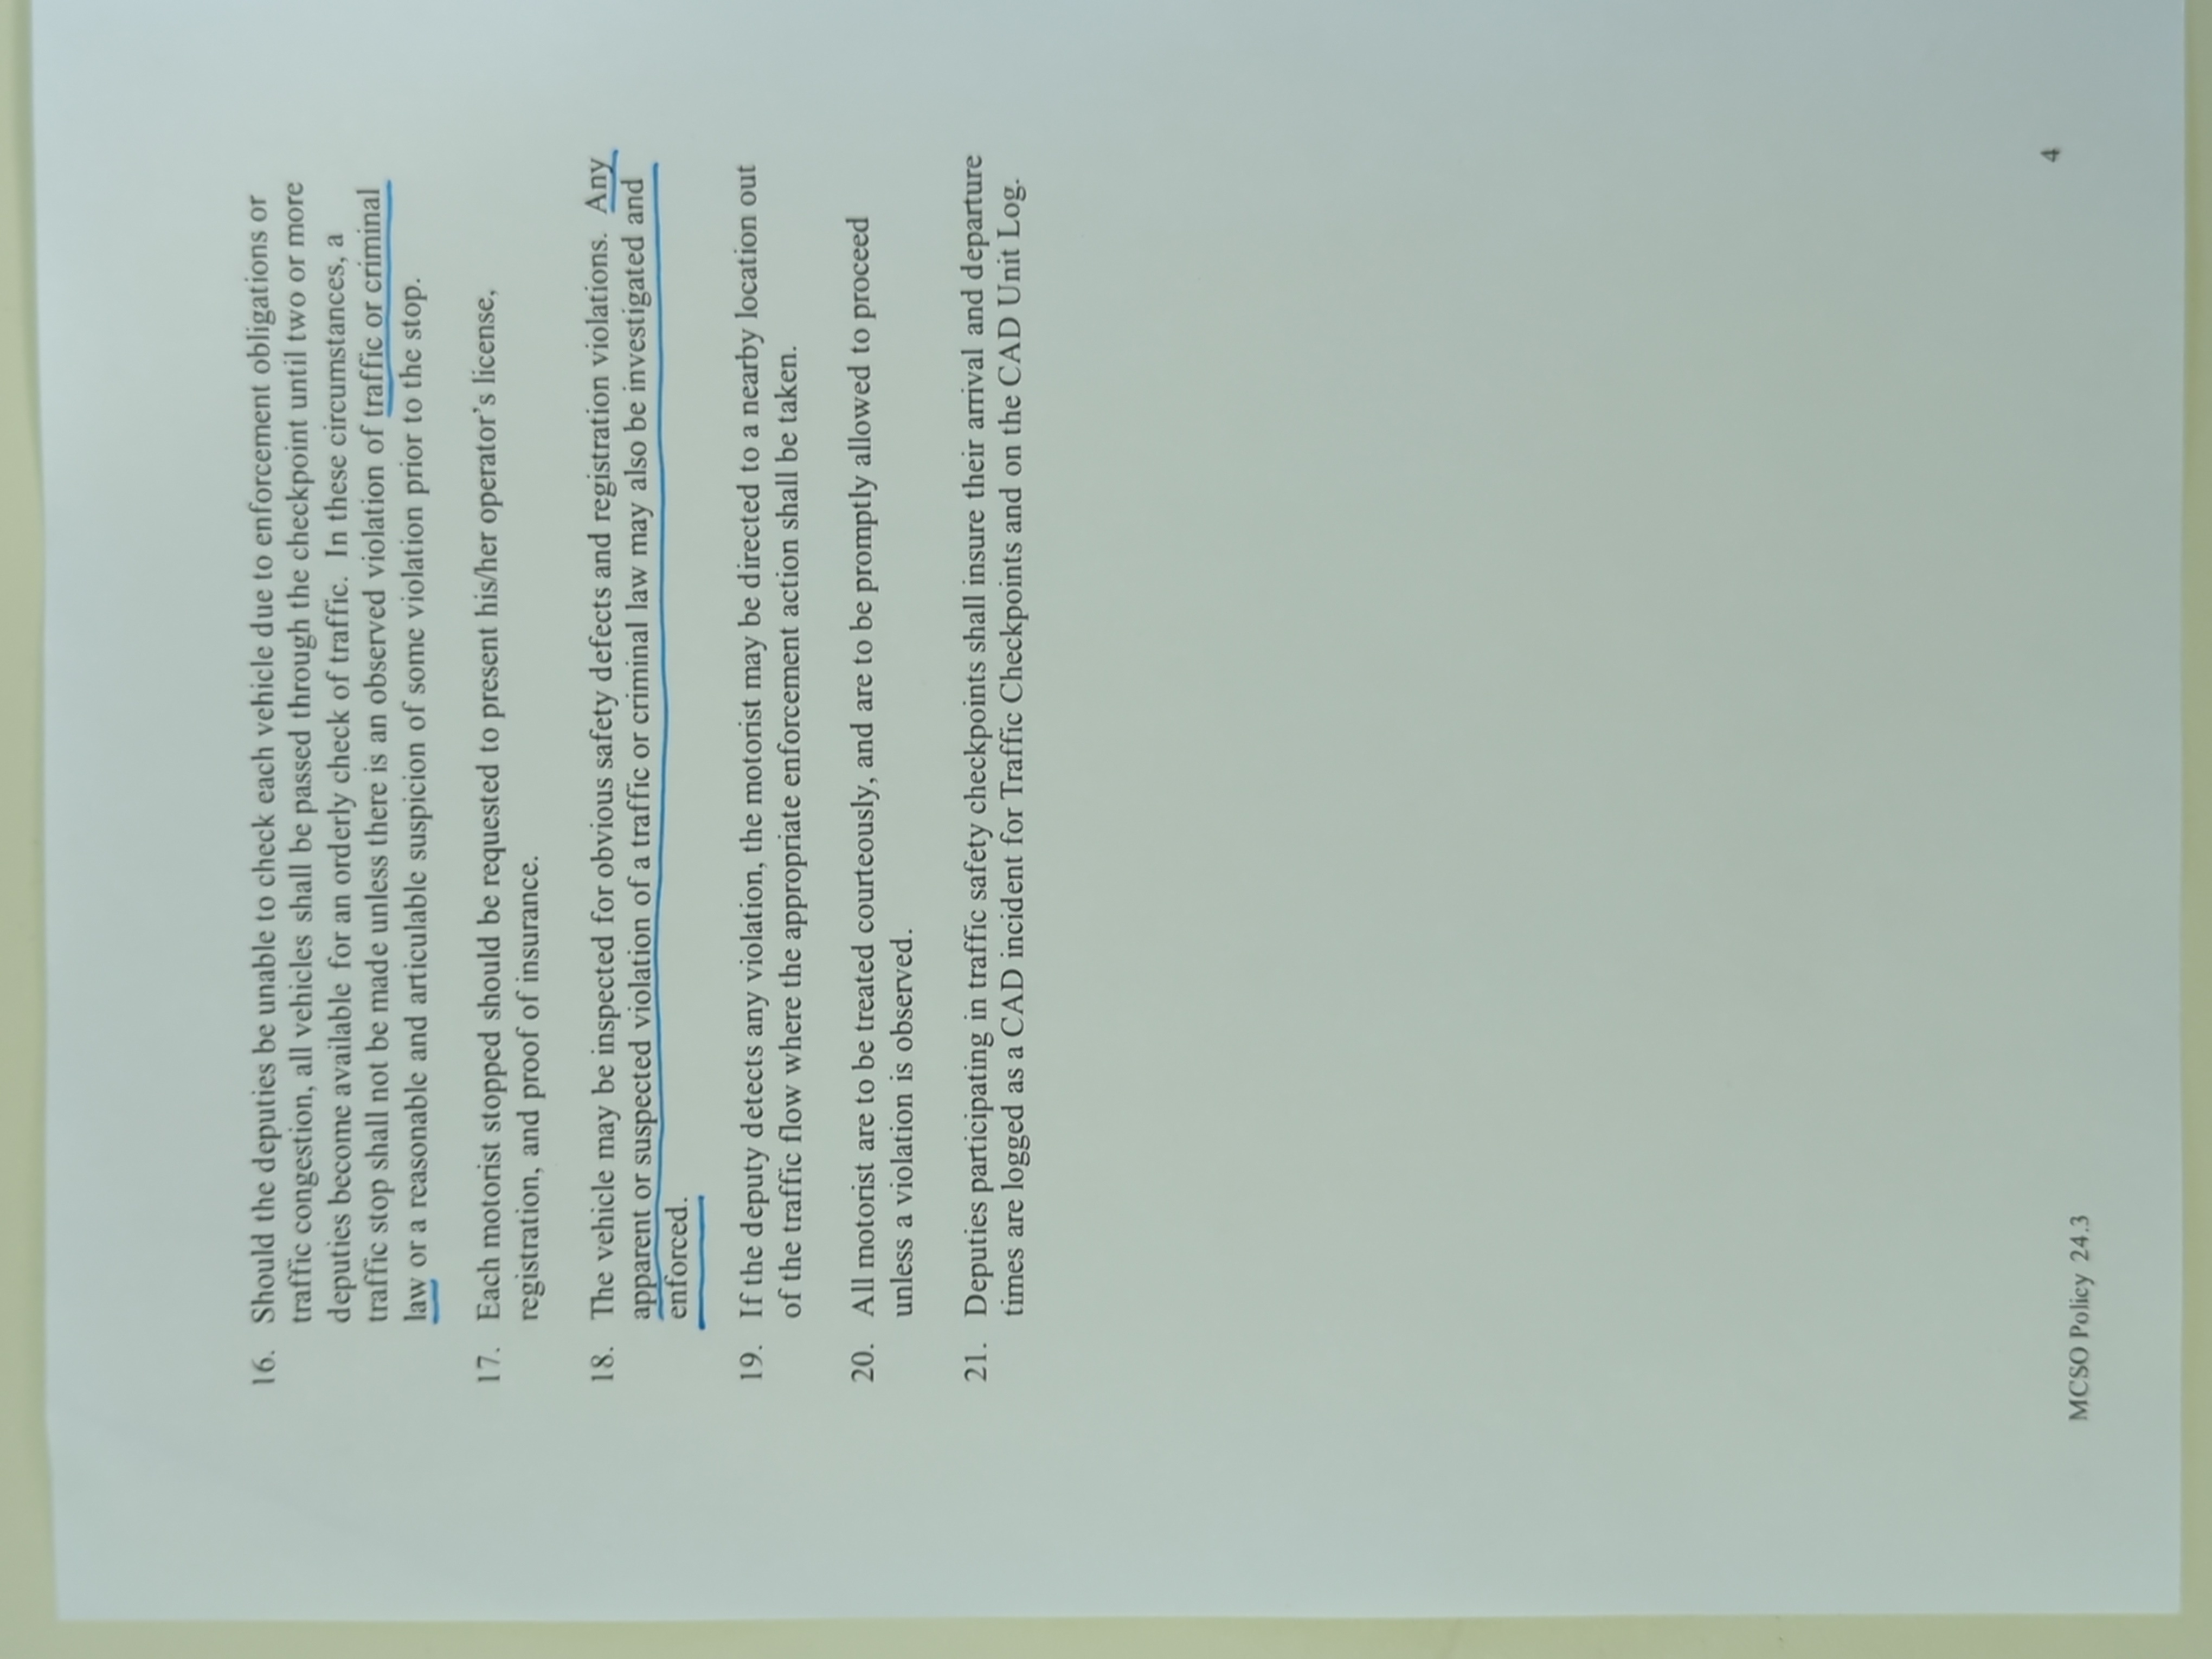 16. Should the deputies be unable to check each vehicle due to enforcement obligations or
traffic congestion, all vehicles shall be passed through the checkpoint until two or more
deputies become available for an orderly check of traffic. In these circumstances, a
traffic stop shall not be made unless there is an observed violation of traffic or criminal
law or a reasonable and articulable suspicion of some violation prior to the stop.
17. Each motorist stopped should be requested to present his/her operator's license,
registration, and proof of insurance.
18. The vehicle may be inspected for obvious safety defects and registration violations. Any
apparent or suspected violation of a traffic or criminal law may also be investigated and
enforced.
19. If the deputy detects any violation, the motorist may be directed to a nearby location out
of the traffic flow where the appropriate enforcement action shall be taken.
20. All motorist are to be treated courteously, and are to be promptly allowed to proceed
unless a violation is observed.
21. Deputies participating in traffic safety checkpoints shall insure their arrival and departure
times are logged as a CAD incident for Traffic Checkpoints and on the CAD Unit Log.
4
MCSO Policy 24.3